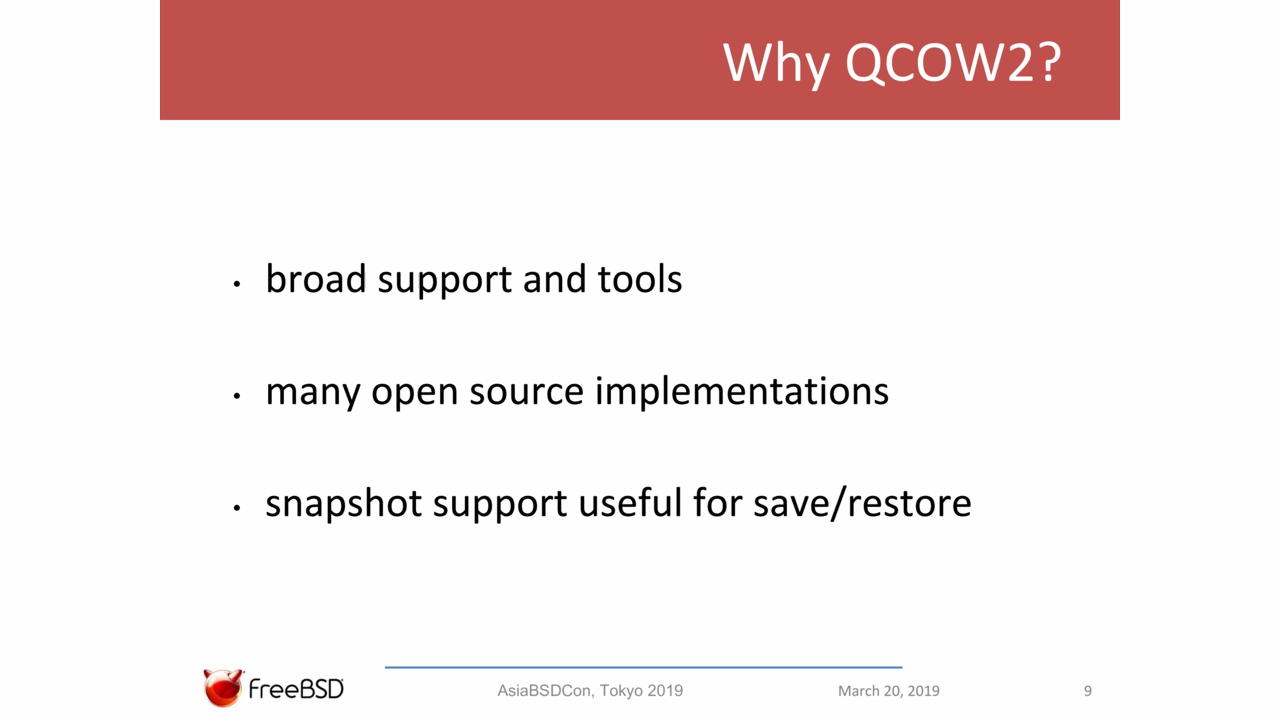 Why QCOW2?
• broad support and tools
• many open source implementations
• snapshot support useful for save/restore
FreeBSD
AsiaBSDCon, Tokyo 2019
March 20, 2019
9